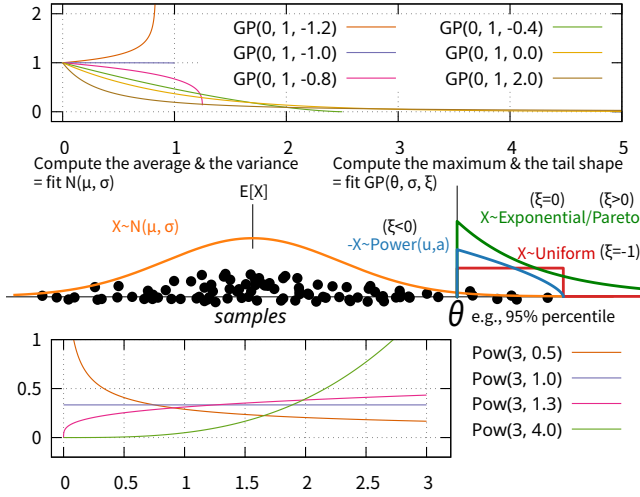 2
1
0
GP(0, 1, -1.2)
GP(0, 1, -1.0)
GP(0, 1, -0.8)
GP(0, 1, -0.4)
GP(0, 1, 0.0)
GP(0, 1, 2.0)
0 1 2 3 4 5
Compute the average & the variance
= fit N(μ, σ)
Compute the maximum & the tail shape
= fit GP(θ, σ, ξ)
E[X]
X~N(μ, σ)
(ξ<0)
-X~Power(u,a)
(ξ=0) (ξ>0)
X~Exponential/Pareto
X~Uniform (ξ=-1)
samples
θ e.g., 95% percentile
1
0.5
0
0 0.5 1 1.5 2 2.5 3
Pow(3, 0.5)
Pow(3, 1.0)
Pow(3, 1.3)
Pow(3, 4.0)